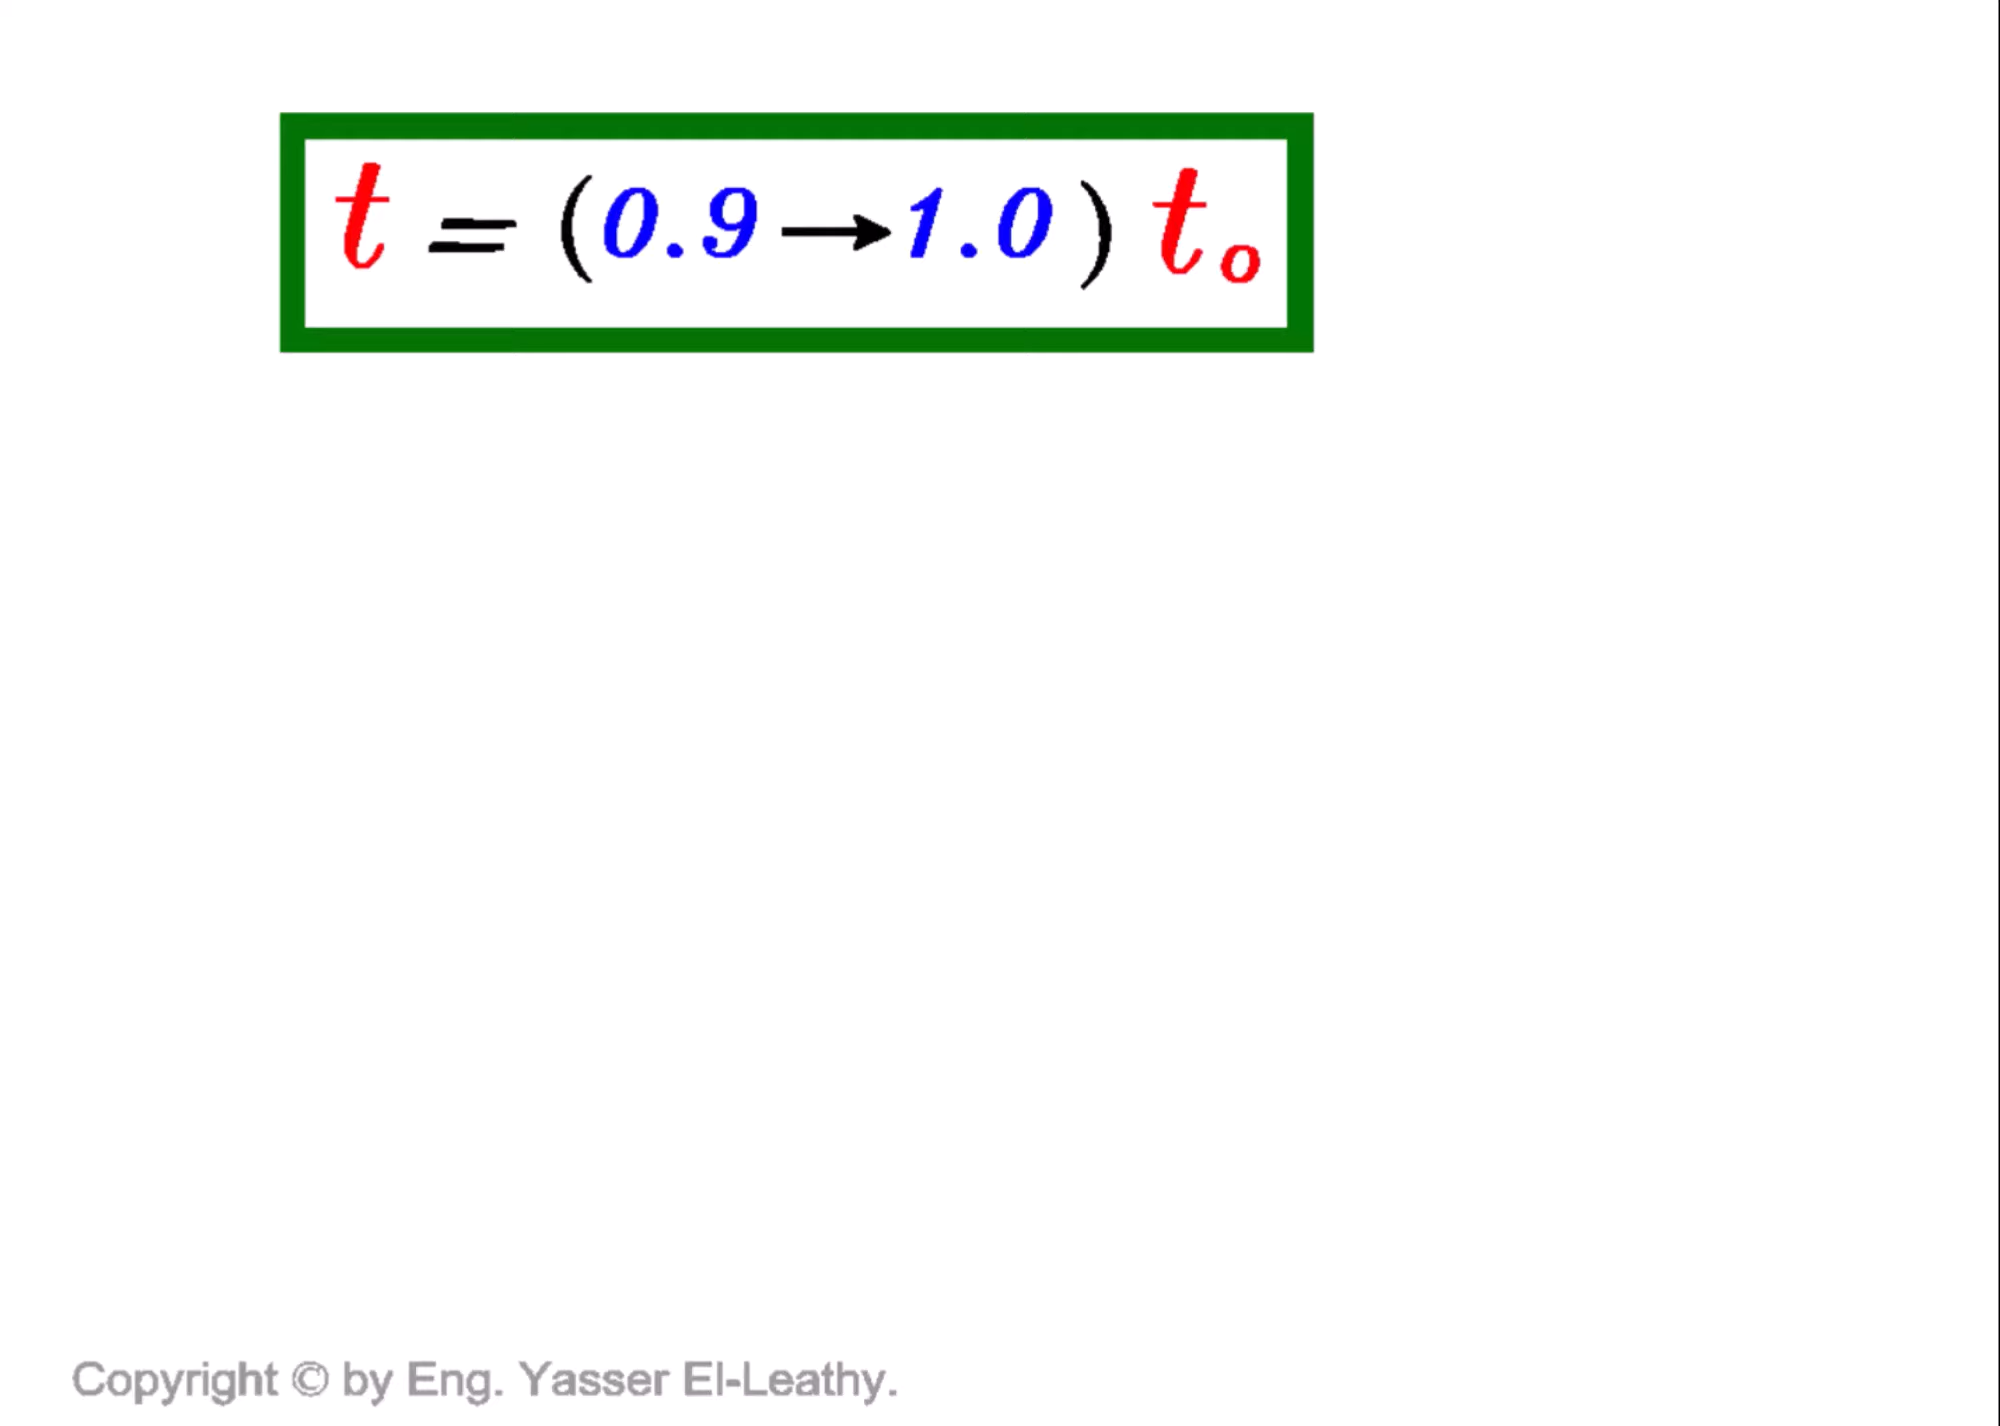 t = (0.9→1.0) to
Copyright © by Eng. Yasser El-Leathy.